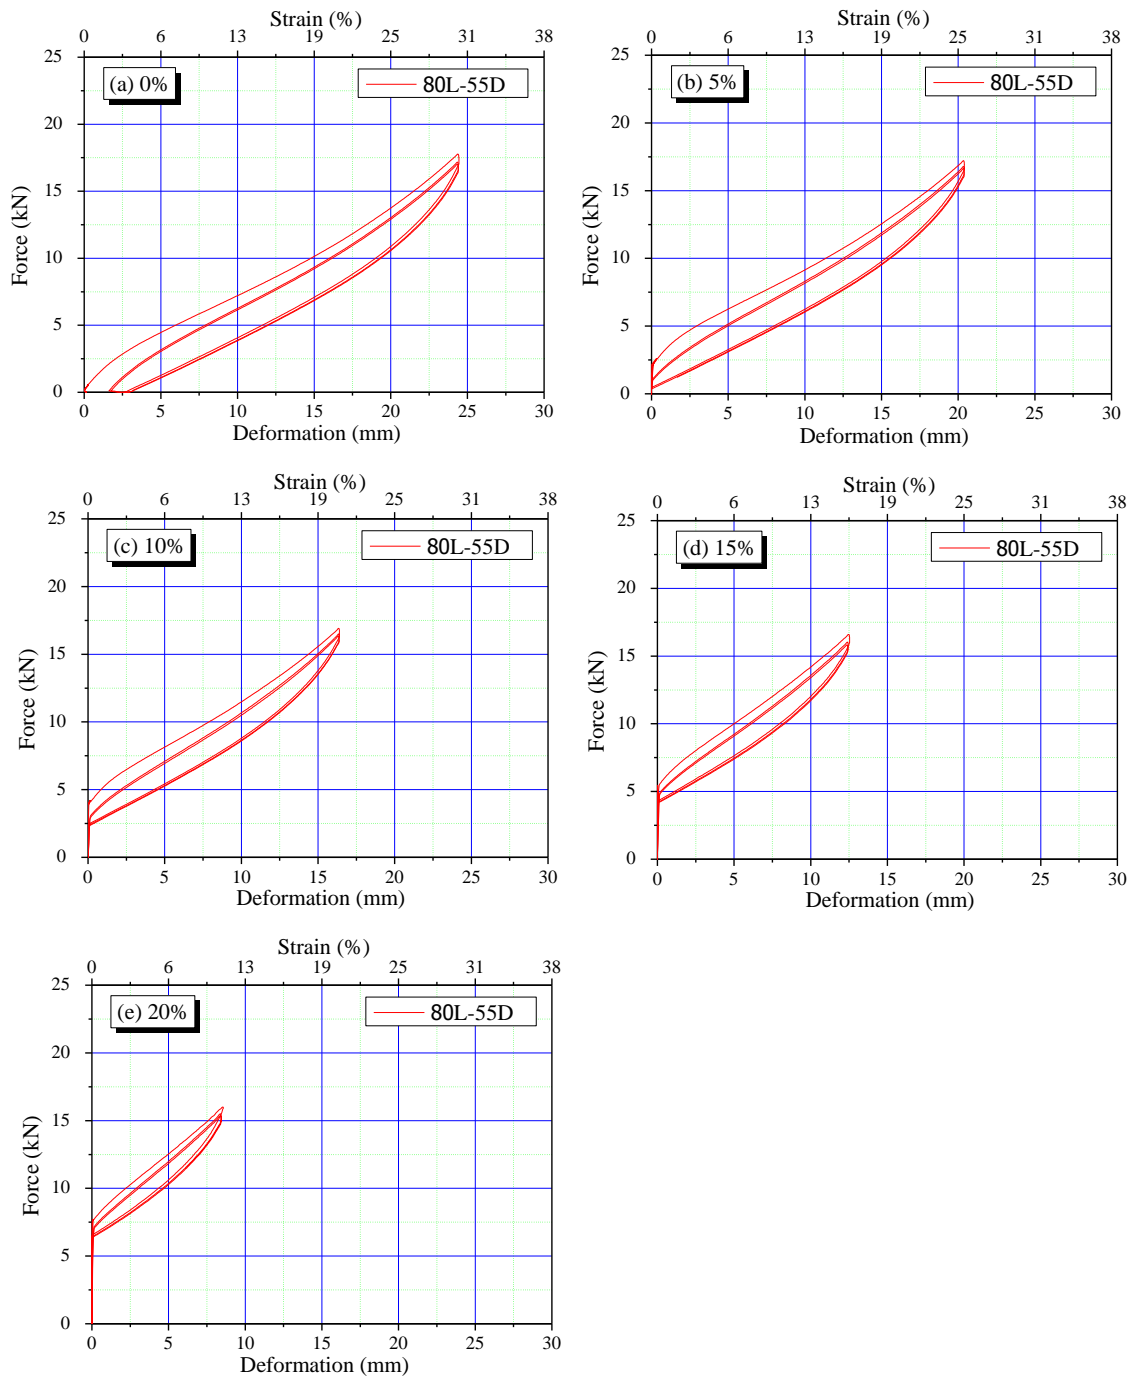 Strain (%)
0 6 13 19 25 31 38
25
20
15
10
5
0
Force (kN)
(a) 0%
80L-55D
0 5 10 15 20 25 30
Deformation (mm)
Strain (%)
0 6 13 19 25 31 38
25
20
15
10
5
0
Force (kN)
(b) 5%
80L-55D
0 5 10 15 20 25 30
Deformation (mm)
Strain (%)
0 6 13 19 25 31 38
25
20
15
10
5
0
Force (kN)
(c) 10%
80L-55D
0 5 10 15 20 25 30
Deformation (mm)
Strain (%)
0 6 13 19 25 31 38
25
20
15
10
5
0
Force (kN)
(d) 15%
80L-55D
0 5 10 15 20 25 30
Deformation (mm)
Strain (%)
0 6 13 19 25 31 38
25
20
15
10
5
0
Force (kN)
(e) 20%
80L-55D
0 5 10 15 20 25 30
Deformation (mm)